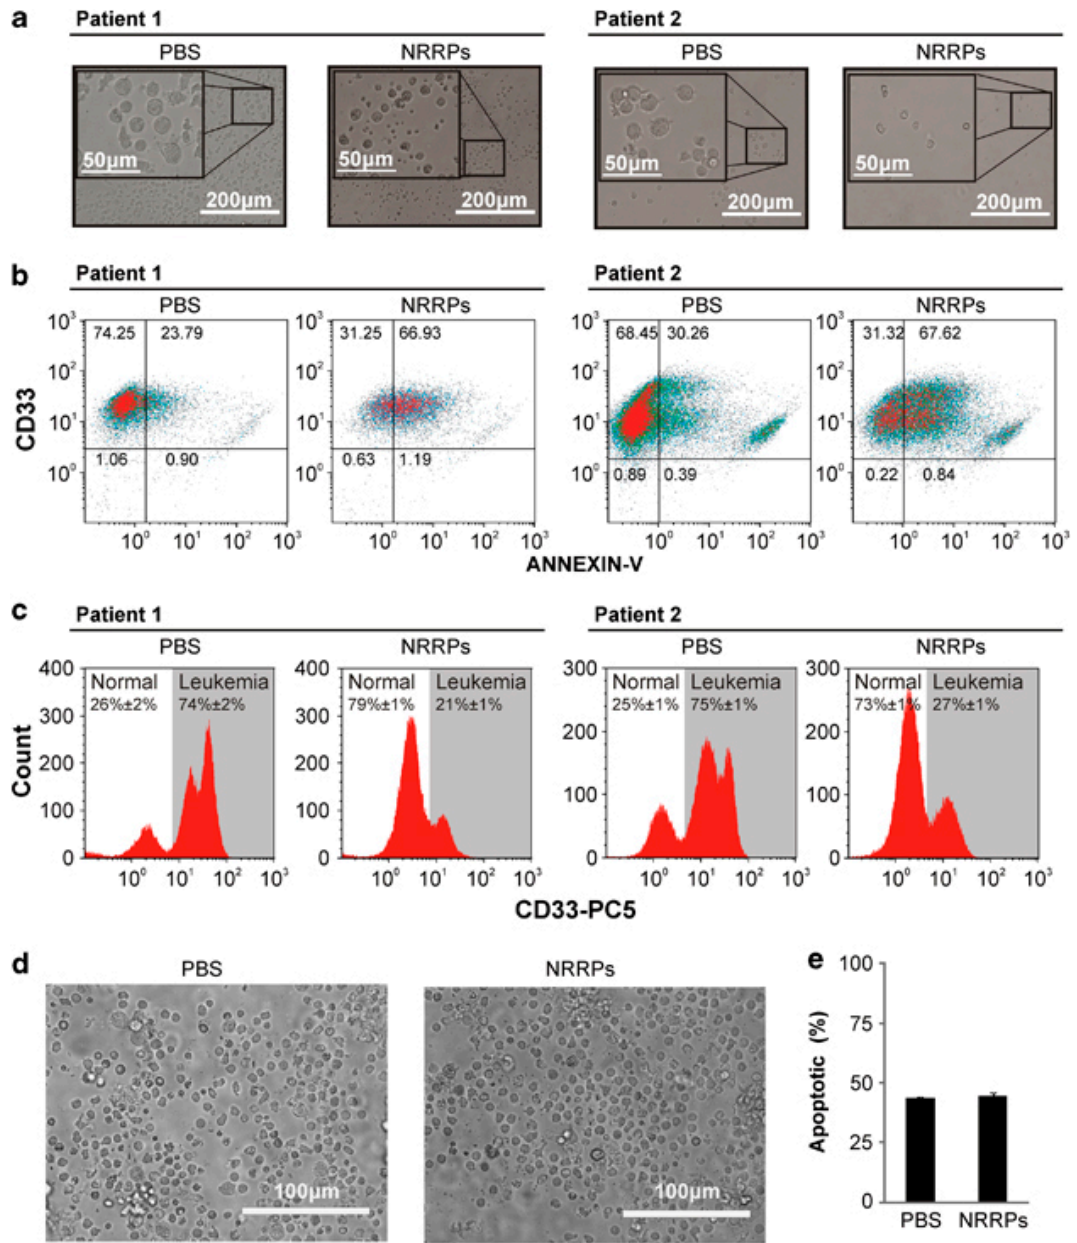 a
Patient 1
Patient 2
PBS
NRRPs
PBS
NRRPs
50μm
200μm
50μm
200μm
50μm
200μm
50μm
200μm
b
Patient 1
Patient 2
PBS
NRRPs
PBS
NRRPs
CD33
10³
10²
10¹
10⁰
74.25 23.79
1.06 0.90
10⁰ 10¹ 10² 10³
10³
10²
10¹
10⁰
31.25 66.93
0.63 1.19
10⁰ 10¹ 10² 10³
10³
10²
10¹
10⁰
68.45 30.26
0.89 0.39
10⁰ 10¹ 10² 10³
10³
10²
10¹
10⁰
31.32 67.62
0.22 0.84
10⁰ 10¹ 10² 10³
ANNEXIN-V
c
Patient 1
Patient 2
PBS
NRRPs
PBS
NRRPs
Count
400
300
200
100
0
Normal Leukemia
26%±2% 74%±2%
10⁰ 10¹ 10² 10³
400
300
200
100
0
Normal Leukemia
79%±1% 21%±1%
10⁰ 10¹ 10² 10³
300
200
100
0
Normal Leukemia
25%±1% 75%±1%
10⁰ 10¹ 10² 10³
300
200
100
0
Normal Leukemia
73%±1% 27%±1%
10⁰ 10¹ 10² 10³
CD33-PC5
d
PBS
NRRPs
100μm
100μm
e
Apoptotic (%)
100
75
50
25
0
PBS NRRPs